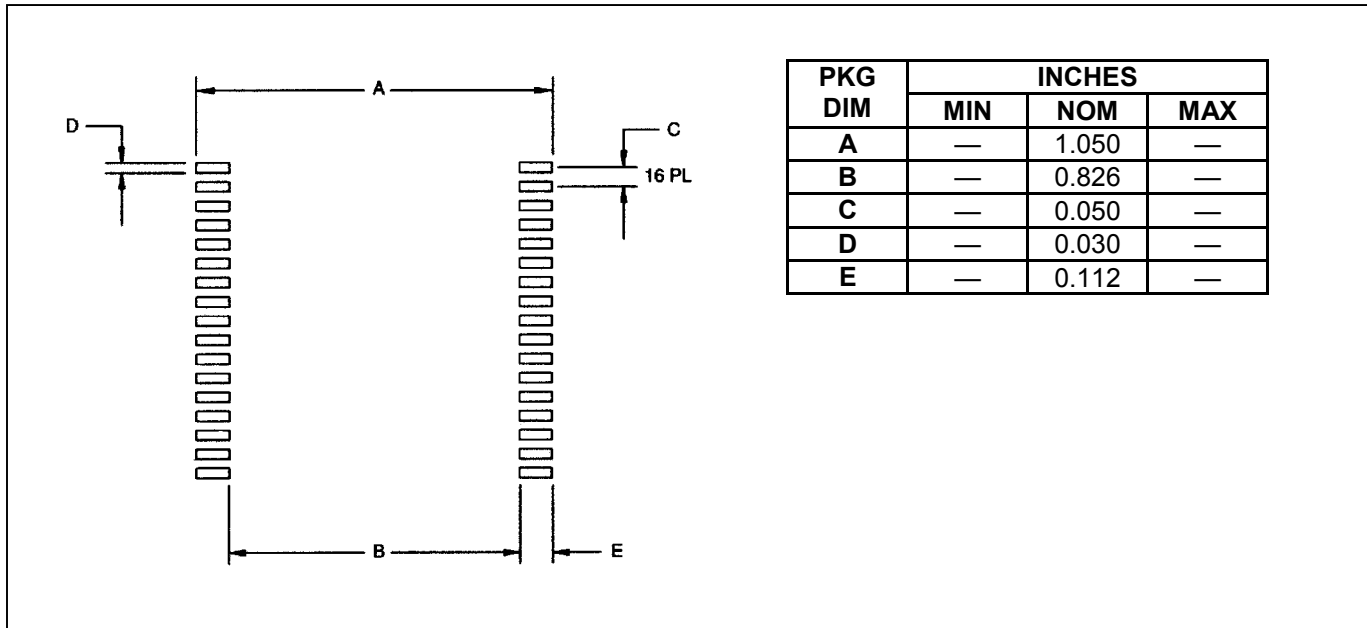 A
D
C
16 PL
B
E
PKG DIM INCHES
MIN NOM MAX
A — 1.050 —
B — 0.826 —
C — 0.050 —
D — 0.030 —
E — 0.112 —